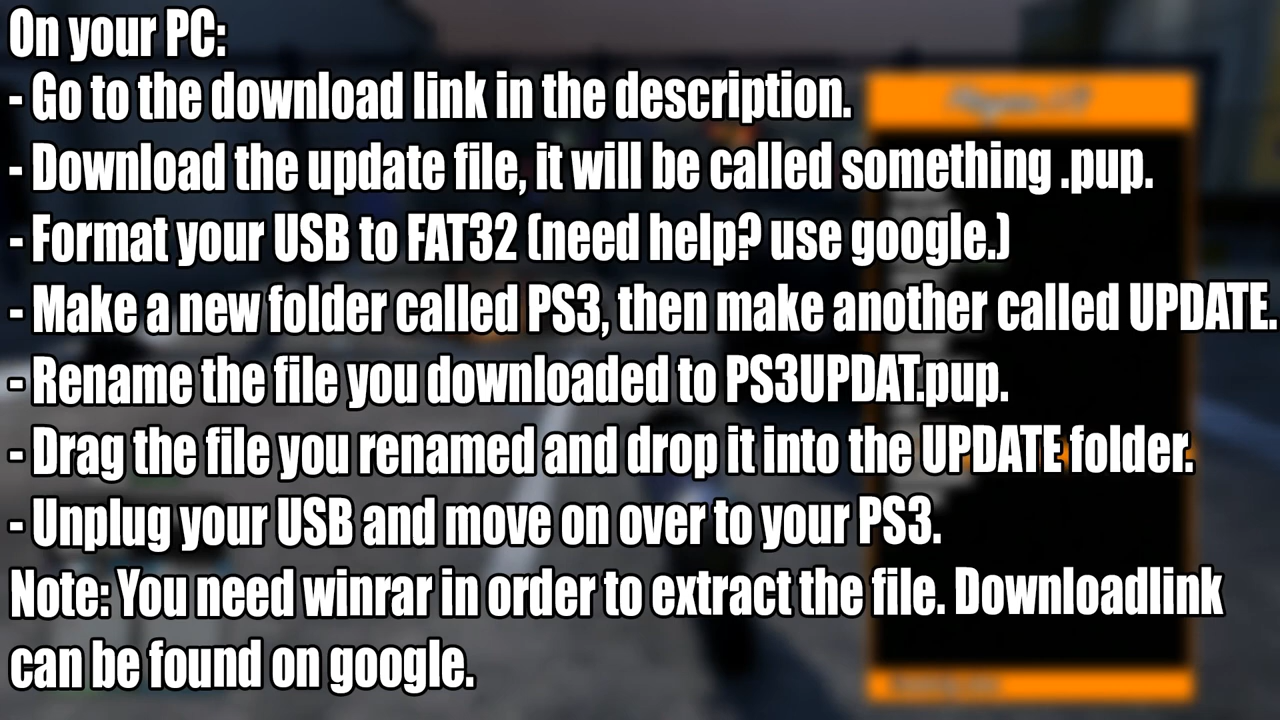 On your PC:
- Go to the download link in the description.
- Download the update file, it will be called something .pup.
- Format your USB to FAT32 (need help? use google.)
- Make a new folder called PS3, then make another called UPDATE.
- Rename the file you downloaded to PS3UPDAT.pup.
- Drag the file you renamed and drop it into the UPDATE folder.
- Unplug your USB and move on over to your PS3.
Note: You need winrar in order to extract the file. Downloadlink
can be found on google.